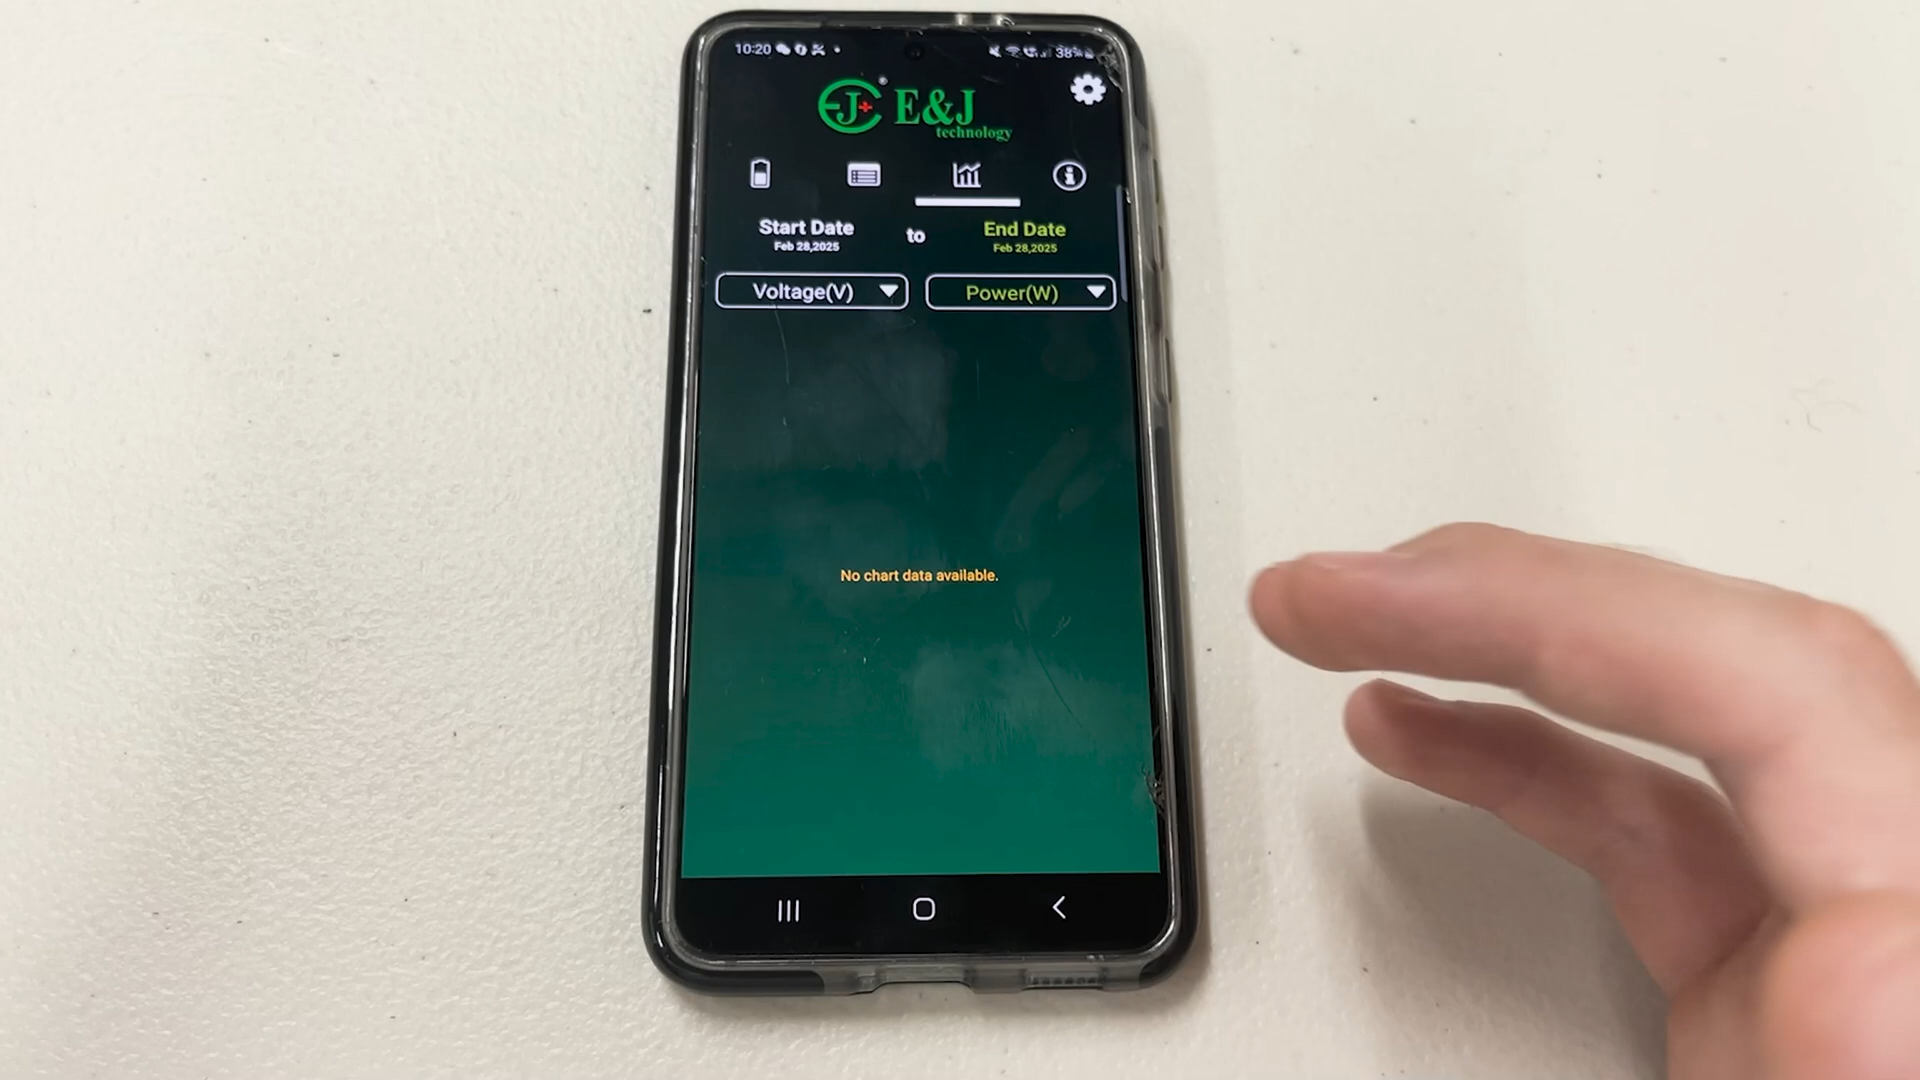 10:20
38%
EJ+ ® E&J
technology
Start Date
to
End Date
Feb 28,2025
Feb 28,2025
Voltage(V)
Power(W)
No chart data available.